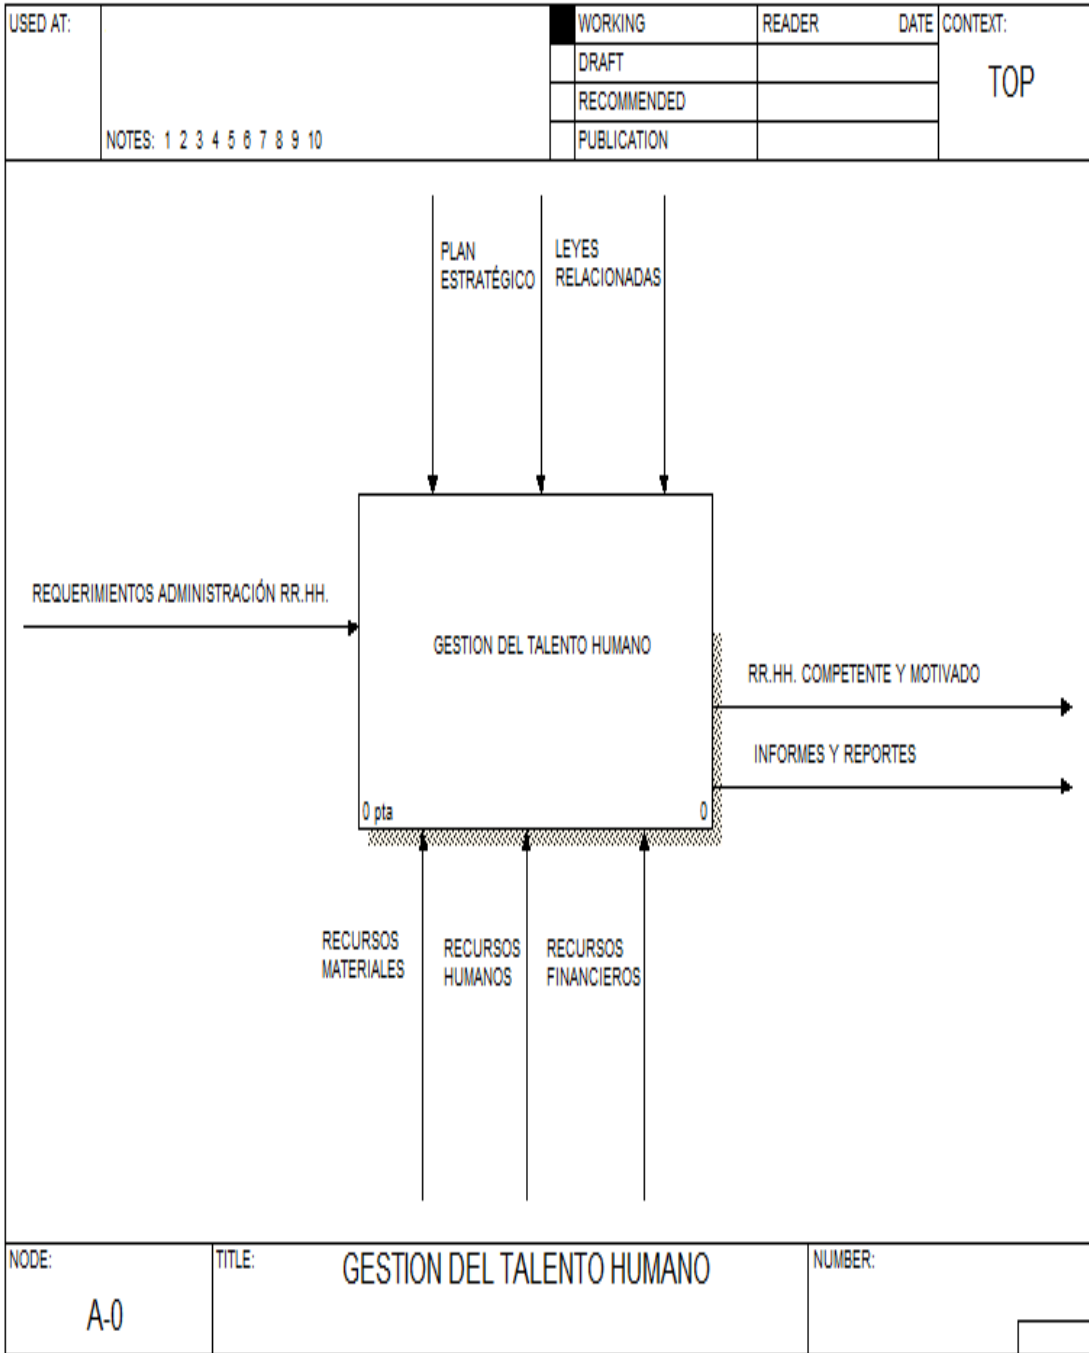 USED AT:
WORKING
READER DATE
CONTEXT:
DRAFT
TOP
RECOMMENDED
NOTES: 1 2 3 4 5 6 7 8 9 10
PUBLICATION
PLAN
ESTRATÉGICO
LEYES
RELACIONADAS
REQUERIMIENTOS ADMINISTRACIÓN RR.HH.
GESTION DEL TALENTO HUMANO
RR.HH. COMPETENTE Y MOTIVADO
INFORMES Y REPORTES
0 pta
0
RECURSOS
MATERIALES
RECURSOS
HUMANOS
RECURSOS
FINANCIEROS
NODE:
A-0
TITLE:
GESTION DEL TALENTO HUMANO
NUMBER: